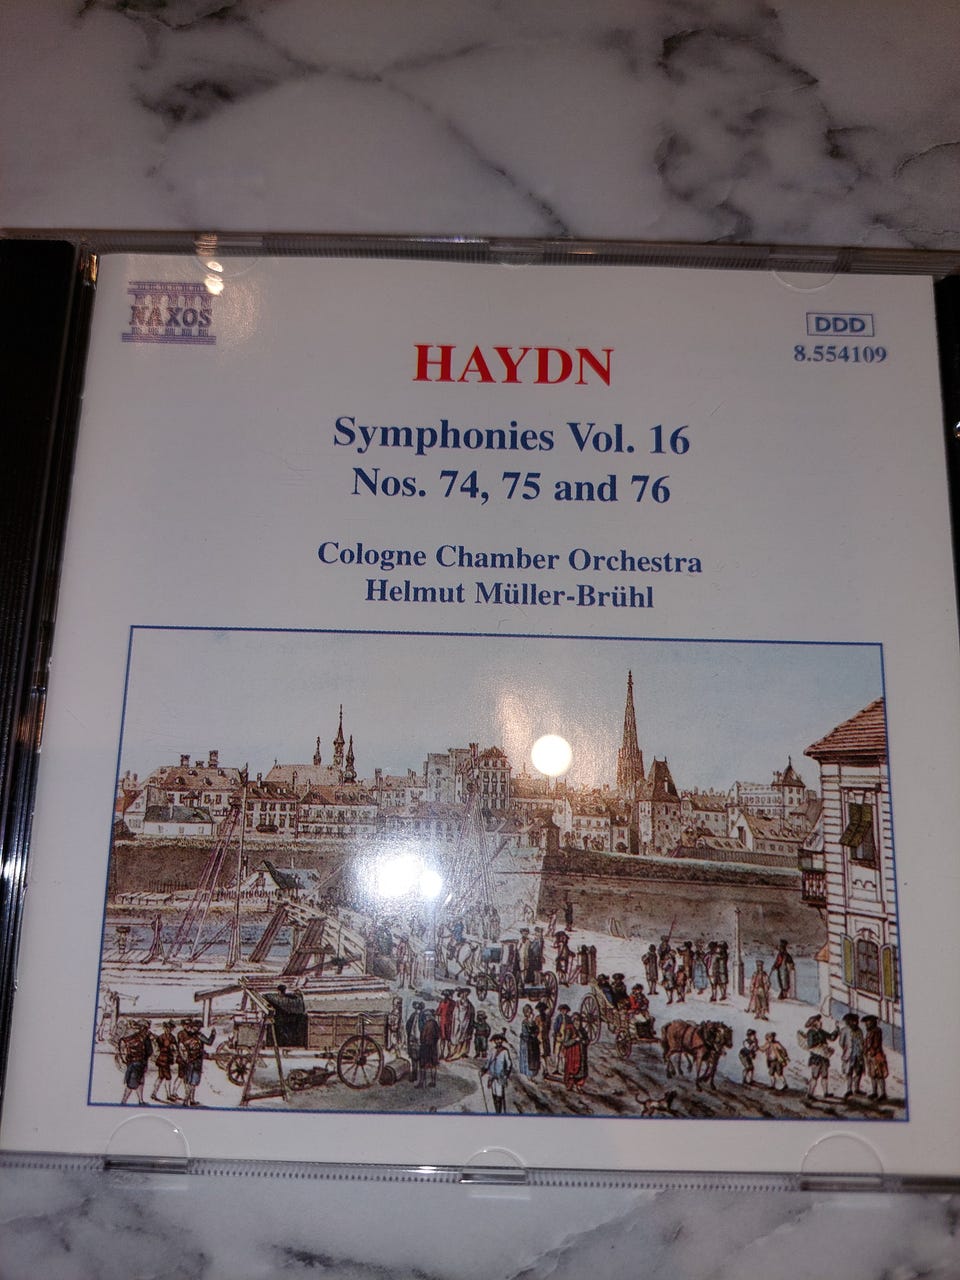 NAXOS
DDD
8.554109
HAYDN
Symphonies Vol. 16
Nos. 74, 75 and 76
Cologne Chamber Orchestra
Helmut Müller-Brühl